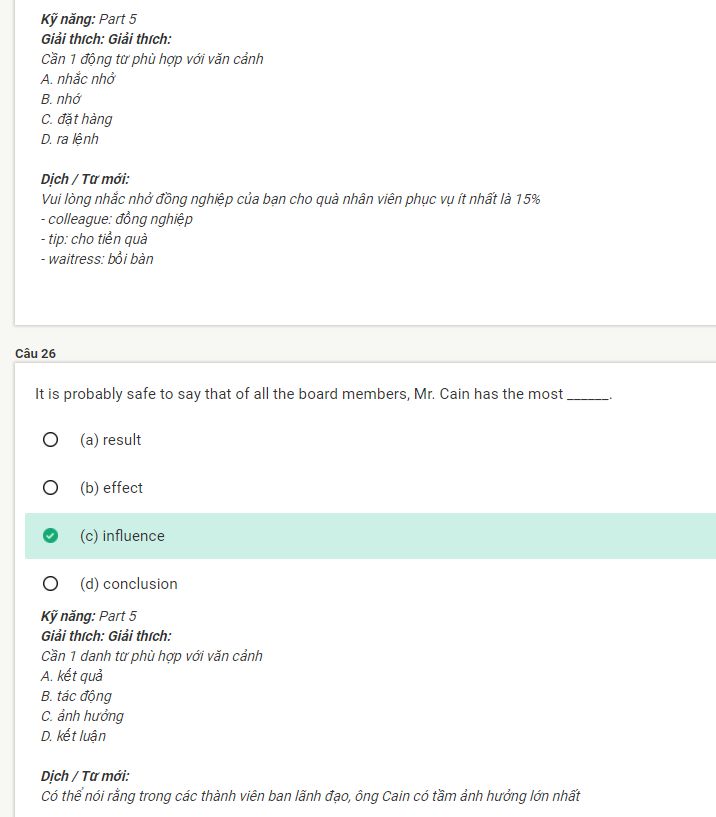 Kỹ năng: Part 5
Giải thích: Giải thích:
Cần 1 động từ phù hợp với văn cảnh
A. nhắc nhở
B. nhớ
C. đặt hàng
D. ra lệnh
Dịch / Từ mới:
Vui lòng nhắc nhở đồng nghiệp của bạn cho quà nhân viên phục vụ ít nhất là 15%
- colleague: đồng nghiệp
- tip: cho tiền quà
- waitress: bồi bàn
Câu 26
It is probably safe to say that of all the board members, Mr. Cain has the most ______.
(a) result
(b) effect
(c) influence
(d) conclusion
Kỹ năng: Part 5
Giải thích: Giải thích:
Cần 1 danh từ phù hợp với văn cảnh
A. kết quả
B. tác động
C. ảnh hưởng
D. kết luận
Dịch / Từ mới:
Có thể nói rằng trong các thành viên ban lãnh đạo, ông Cain có tầm ảnh hưởng lớn nhất